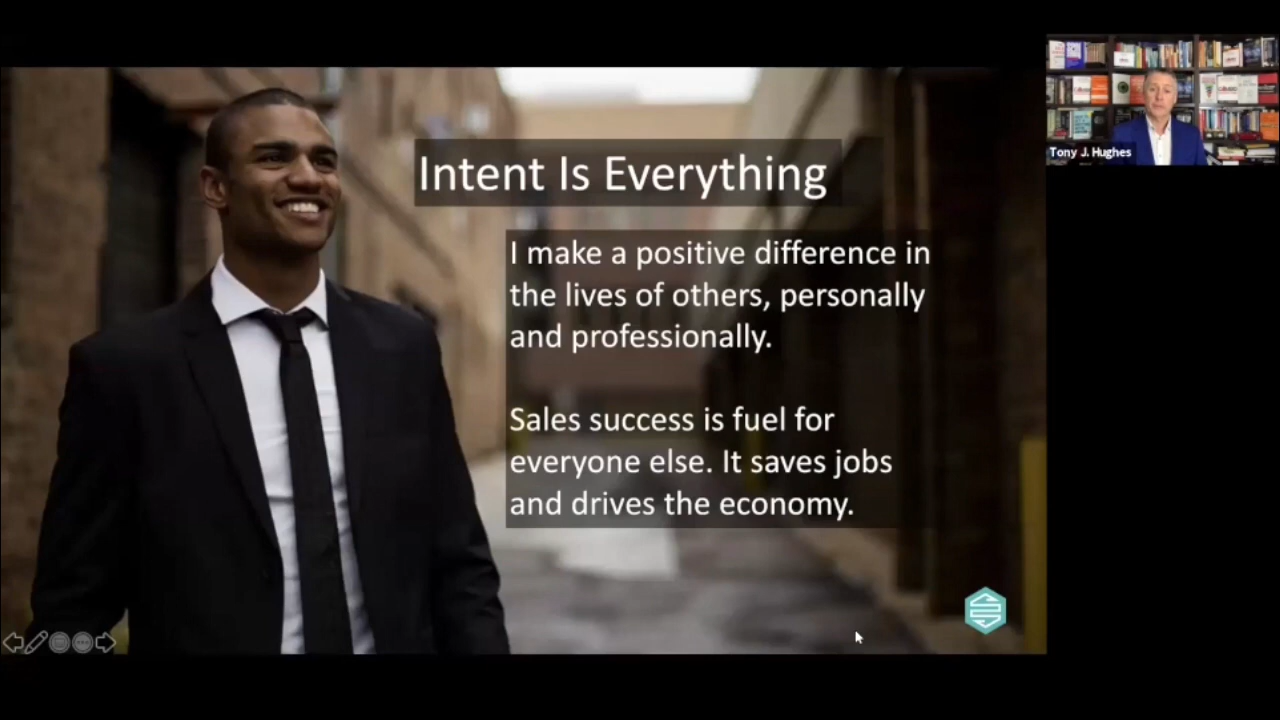 Intent Is Everything
I make a positive difference in
the lives of others, personally
and professionally.
Sales success is fuel for
everyone else. It saves jobs
and drives the economy.
Tony J. Hughes